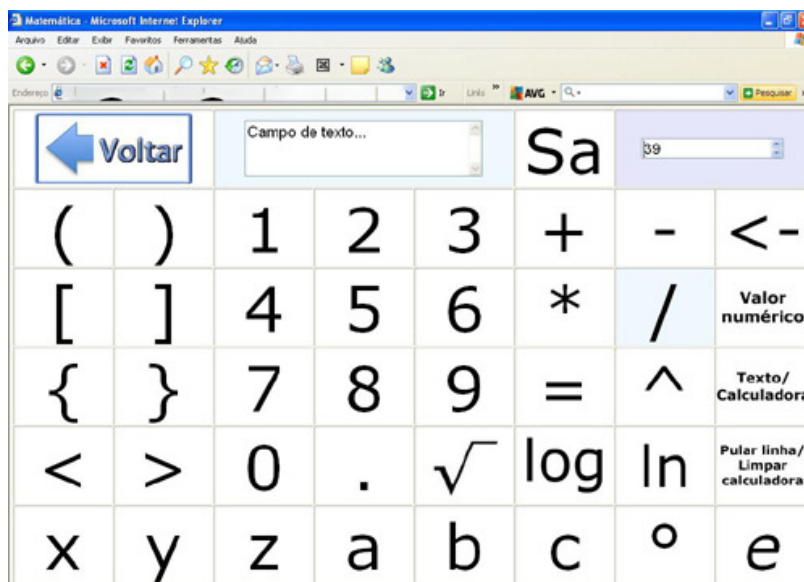 Matemática - Microsoft Internet Explorer
Arquivo Editar Exibir Favoritos Ferramentas Ajuda
Endereço Ir Links » AVG Pesquisar
Voltar Campo de texto... Sa 39
( ) 1 2 3 + - <-
[ ] 4 5 6 * / Valor
numérico
{ } 7 8 9 = ^ Texto/
Calculadora
< > 0 . √ log ln Pular linha/
Limpar
calculadora
x y z a b c ° e